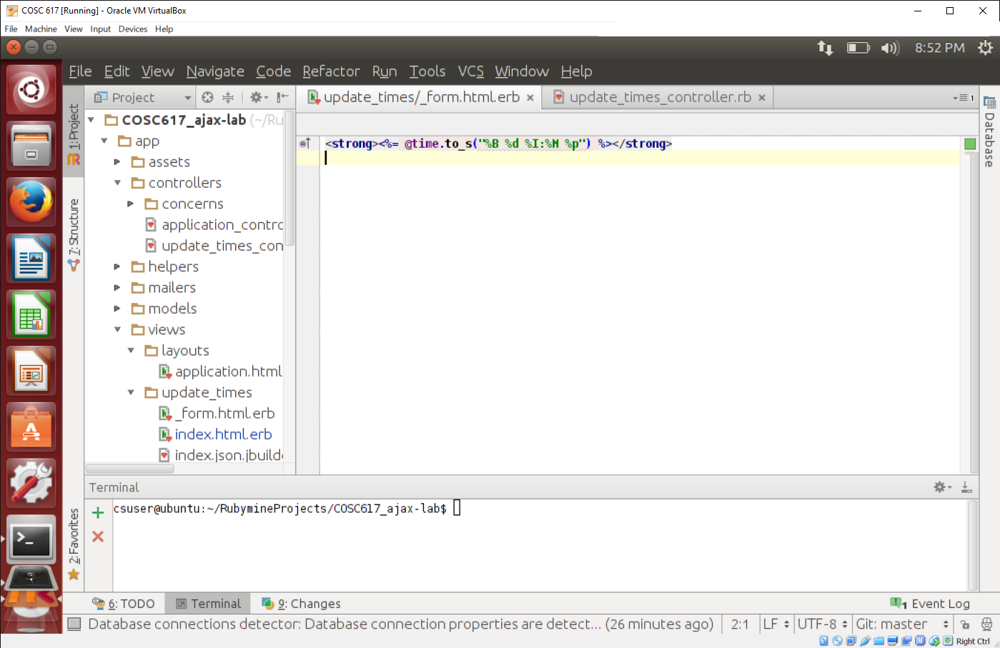 COSC 617 [Running] - Oracle VM VirtualBox
File Machine View Input Devices Help
8:52 PM
File Edit View Navigate Code Refactor Run Tools VCS Window Help
Project
update_times/_form.html.erb
update_times_controller.rb
1
1: Project
7: Structure
2: Favorites
Database
COSC617_ajax-lab (~/Ru
app
assets
controllers
concerns
application_contro
update_times_con
helpers
mailers
models
views
layouts
application.html
update_times
_form.html.erb
index.html.erb
index.json.jbuilde
<strong><%= @time.to_s("%B %d %I:%M %p") %></strong>
Terminal
csuser@ubuntu:~/RubymineProjects/COSC617_ajax-lab$
6: TODO
Terminal
9: Changes
1 Event Log
Database connections detector: Database connection properties are detect... (26 minutes ago)
2:1
LF
UTF-8
Git: master
Right Ctrl